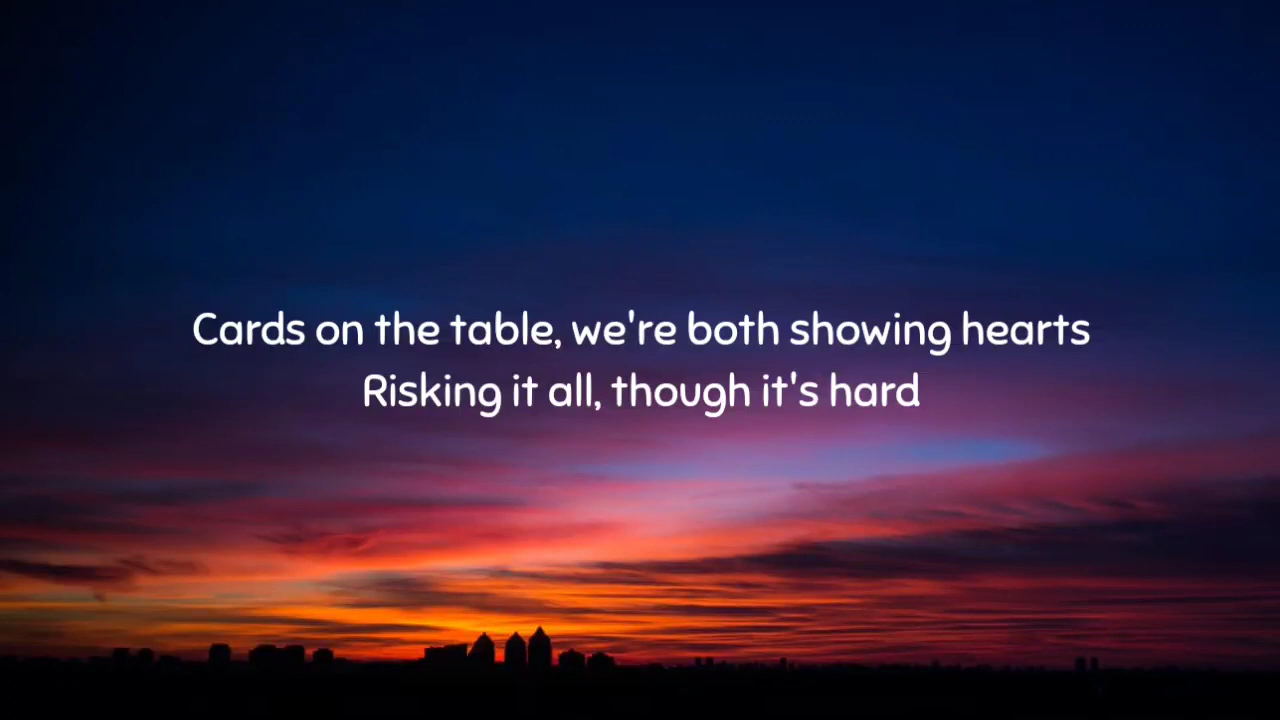 Cards on the table, we're both showing hearts
Risking it all, though it's hard